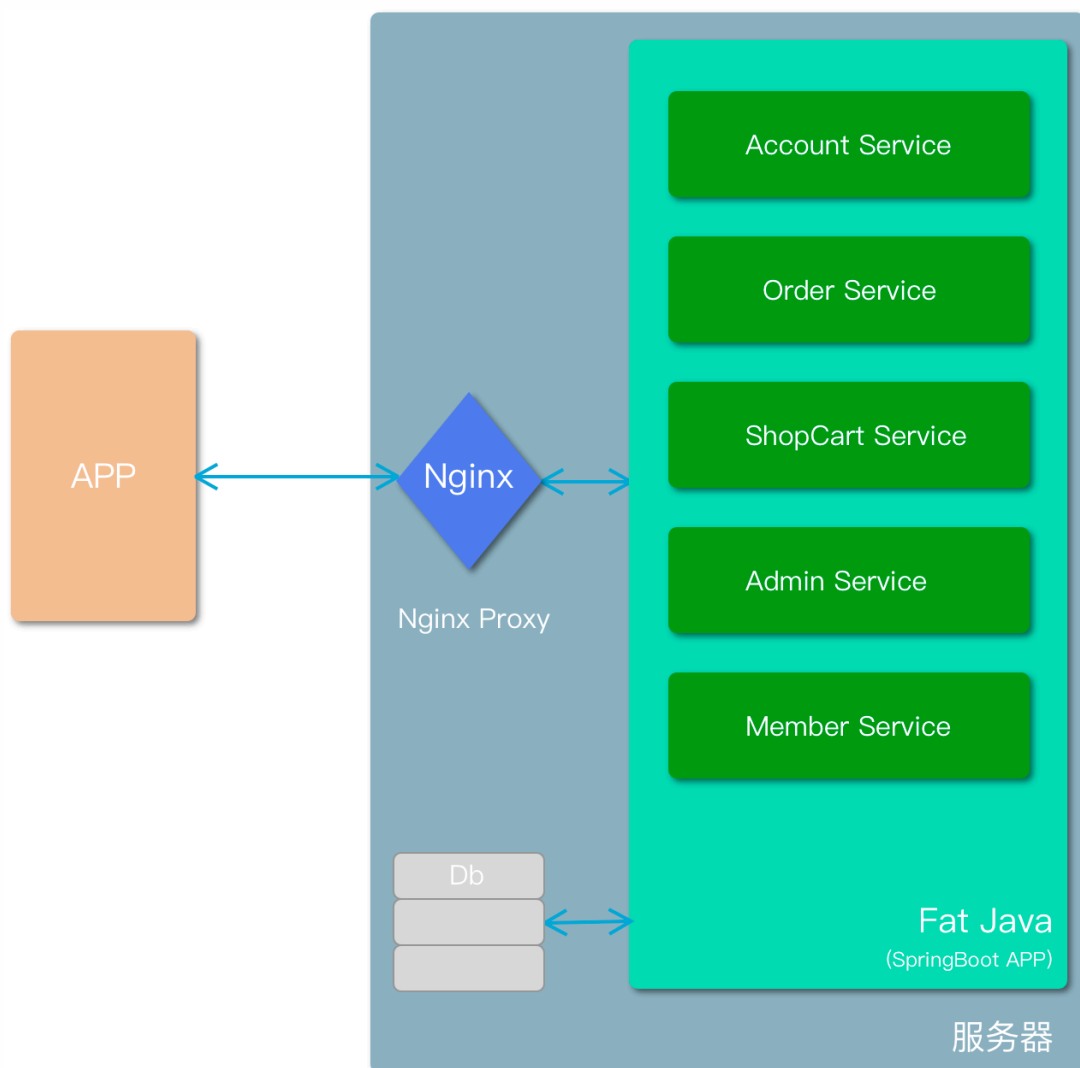 Account Service
Order Service
ShopCart Service
APP
Nginx
Admin Service
Nginx Proxy
Member Service
Db
Fat Java
(SpringBoot APP)
服务器